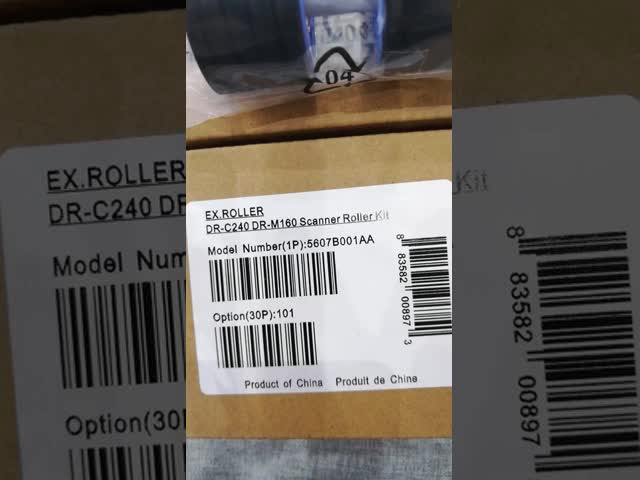 04
EX.ROLLER
DR-C240 DR-M160 Scanner Roller Kit
Model Number(1P):5607B001AA
Option(30P):101
8 83582 00897 3
Product of China Produit de Chine
EX.ROLLER
DR-C240 DR
Model Num
Option(30P
Kit
8 83582 00897